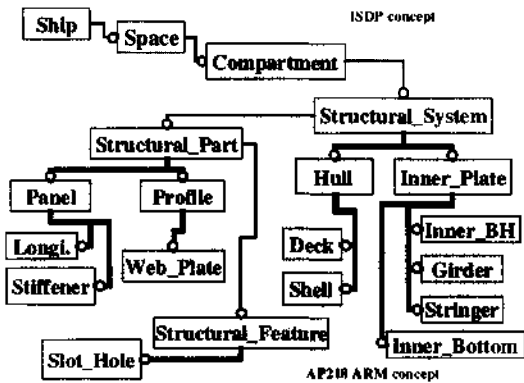 Ship
ISDP concept
Space
Compartment
Structural_System
Structural_Part
Hull
Inner_Plate
Panel
Profile
Longi.
Web_Plate
Deck
Inner_BH
Stiffener
Girder
Shell
Stringer
Structural_Feature
Inner_Bottom
Slot_Hole
AP218 ARM concept